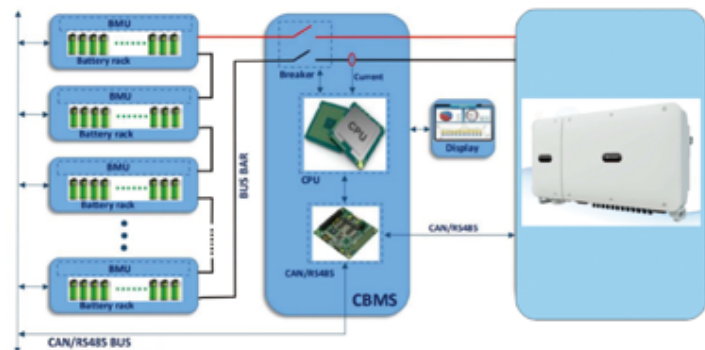 BMU
Battery rack
BMU
Battery rack
BMU
Battery rack
BMU
Battery rack
BUS BAR
CAN/RS485 BUS
Breaker
Current
CPU
CPU
CAN/RS485
CBMS
Display
CAN/RS485